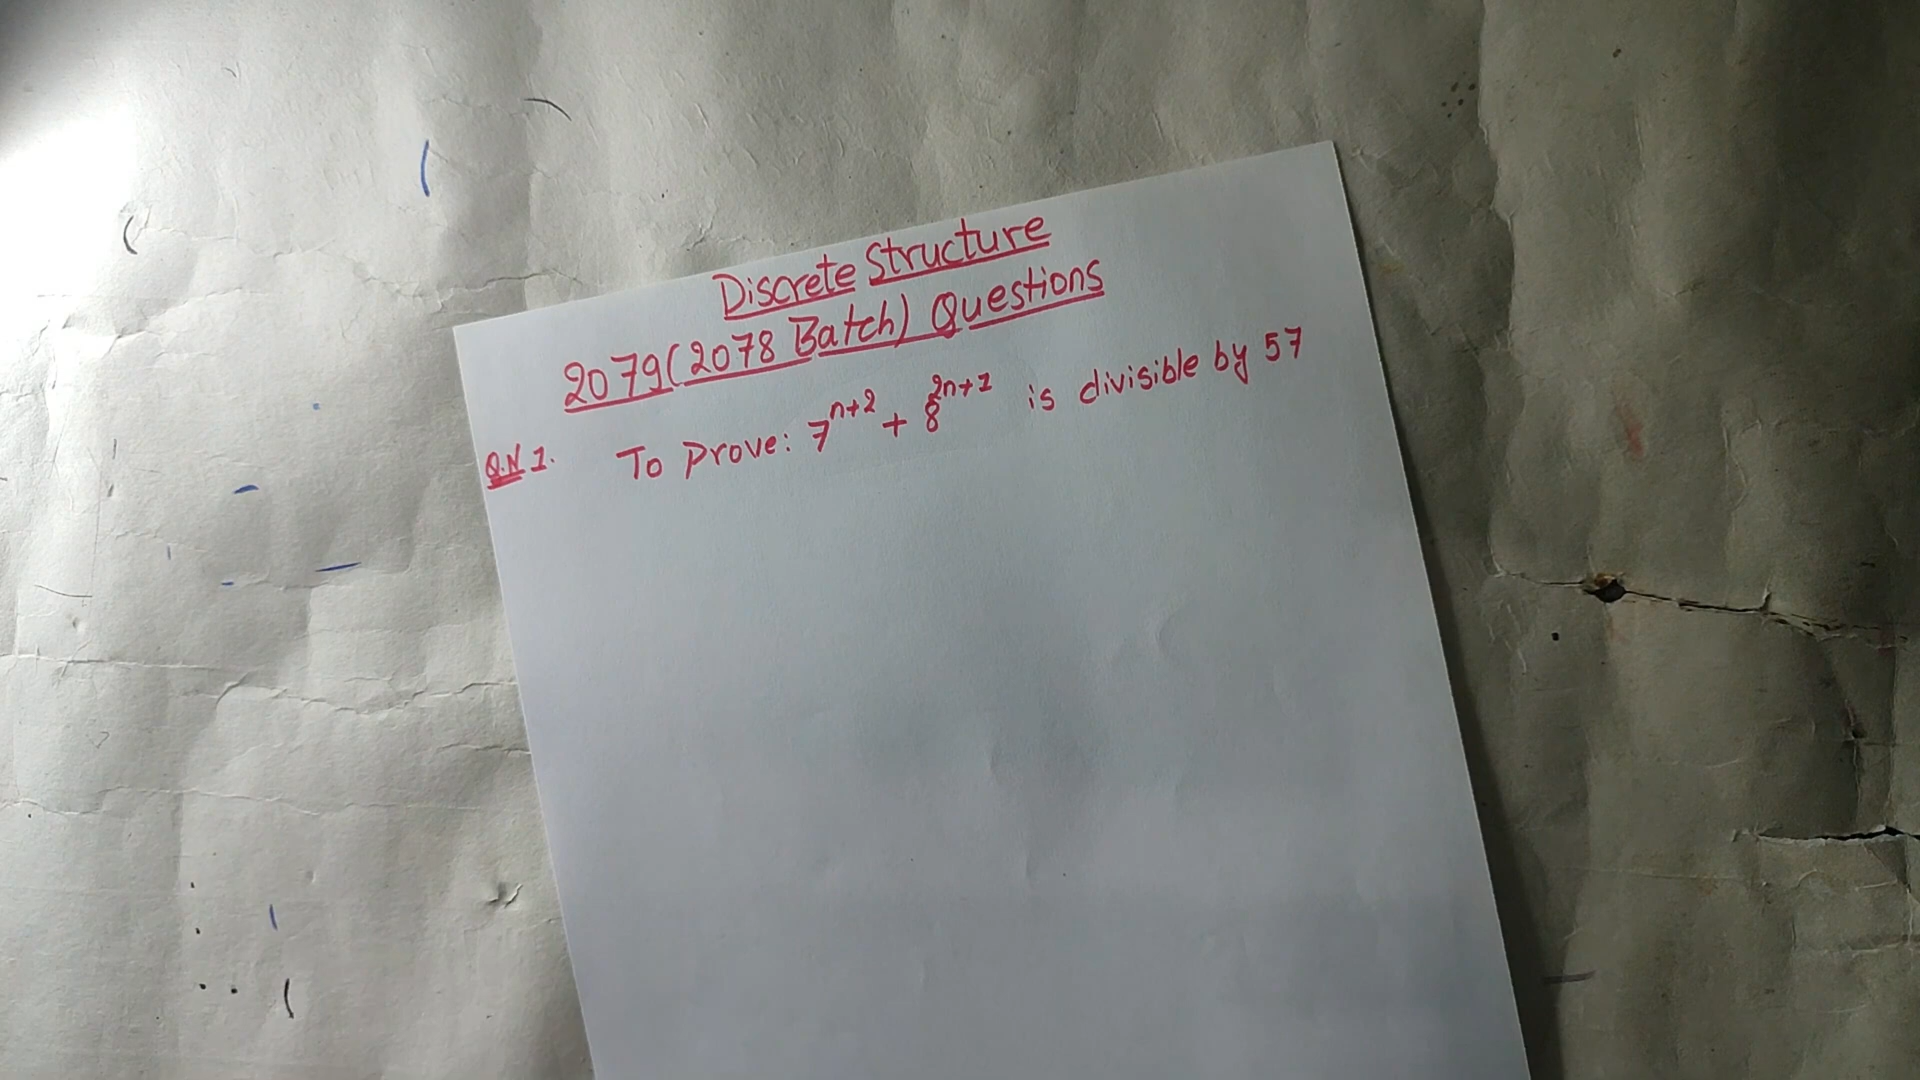 Discrete Structure
2079(2078 Batch) Questions
Q.N 1. To Prove: 7^{n+2} + 8^{2n+1} is divisible by 57